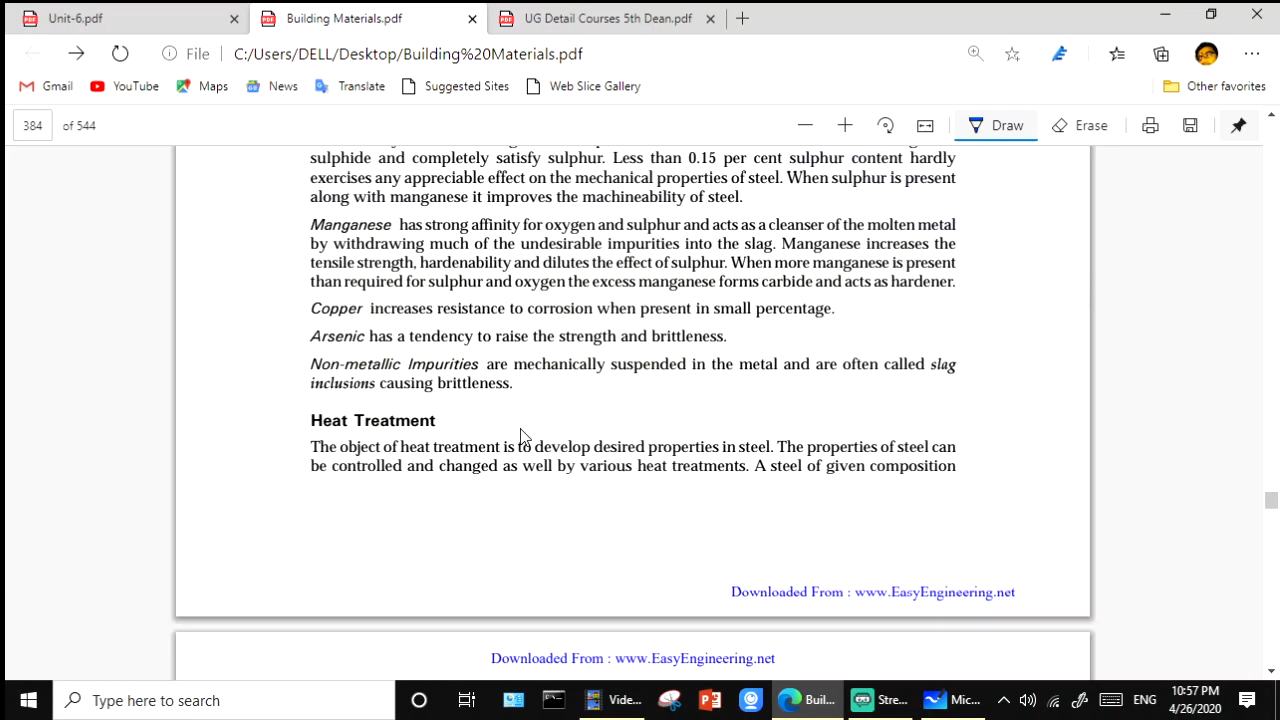 Unit-6.pdf
Building Materials.pdf
UG Detail Courses 5th Dean.pdf
File
C:/Users/DELL/Desktop/Building%20Materials.pdf
Gmail
YouTube
Maps
News
Translate
Suggested Sites
Web Slice Gallery
Other favorites
384 of 544
Draw
Erase
sulphide and completely satisfy sulphur. Less than 0.15 per cent sulphur content hardly
exercises any appreciable effect on the mechanical properties of steel. When sulphur is present
along with manganese it improves the machineability of steel.
Manganese has strong affinity for oxygen and sulphur and acts as a cleanser of the molten metal
by withdrawing much of the undesirable impurities into the slag. Manganese increases the
tensile strength, hardenability and dilutes the effect of sulphur. When more manganese is present
than required for sulphur and oxygen the excess manganese forms carbide and acts as hardener.
Copper increases resistance to corrosion when present in small percentage.
Arsenic has a tendency to raise the strength and brittleness.
Non-metallic Impurities are mechanically suspended in the metal and are often called slag
inclusions causing brittleness.
Heat Treatment
The object of heat treatment is to develop desired properties in steel. The properties of steel can
be controlled and changed as well by various heat treatments. A steel of given composition
Downloaded From : www.EasyEngineering.net
Downloaded From : www.EasyEngineering.net
Type here to search
Vide...
Buil...
Stre...
Mic...
ENG
10:57 PM
4/26/2020